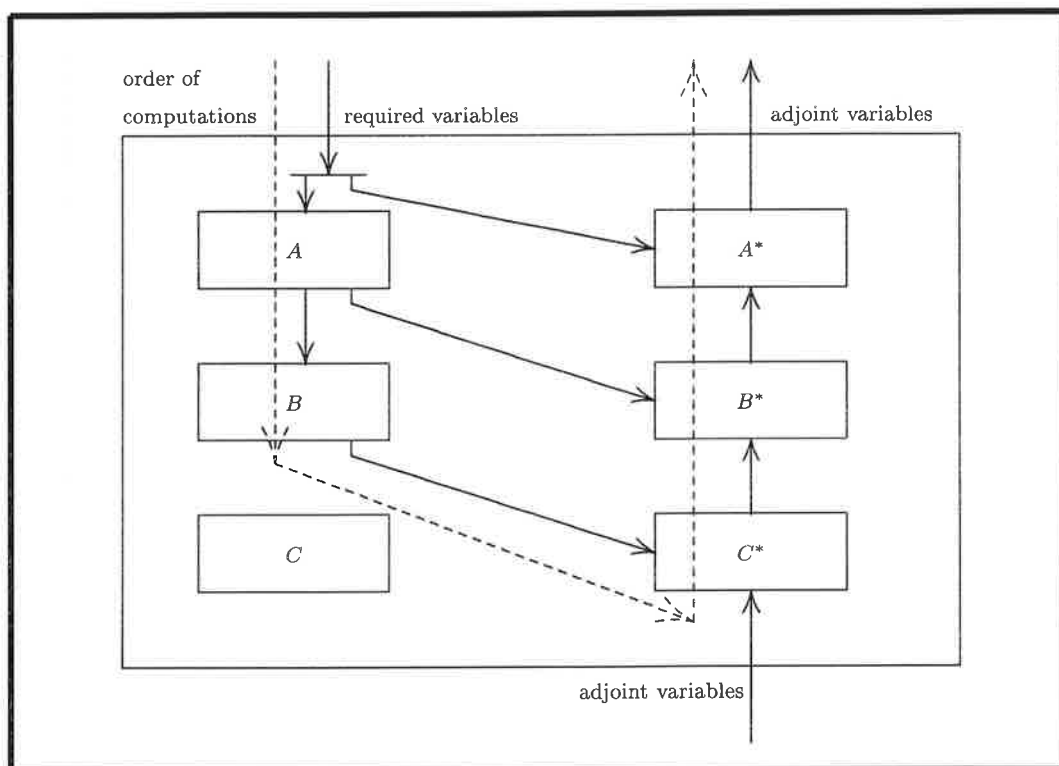 order of
computations
required variables
adjoint variables
A
A*
B
B*
C
C*
adjoint variables